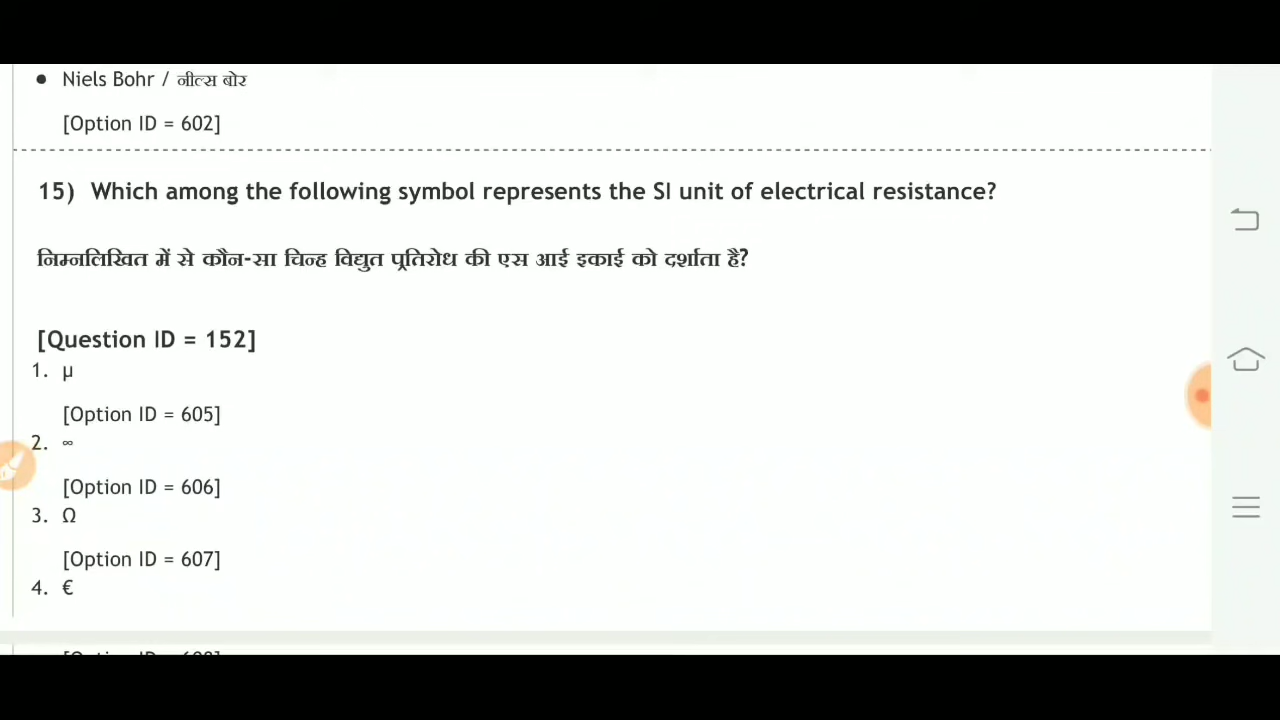 • Niels Bohr / नील्स बोर
[Option ID = 602]
15) Which among the following symbol represents the SI unit of electrical resistance?
निम्नलिखित में से कौन-सा चिन्ह विद्युत प्रतिरोध की एस आई इकाई को दर्शाता है?
[Question ID = 152]
1. μ
[Option ID = 605]
2. ∞
[Option ID = 606]
3. Ω
[Option ID = 607]
4. €